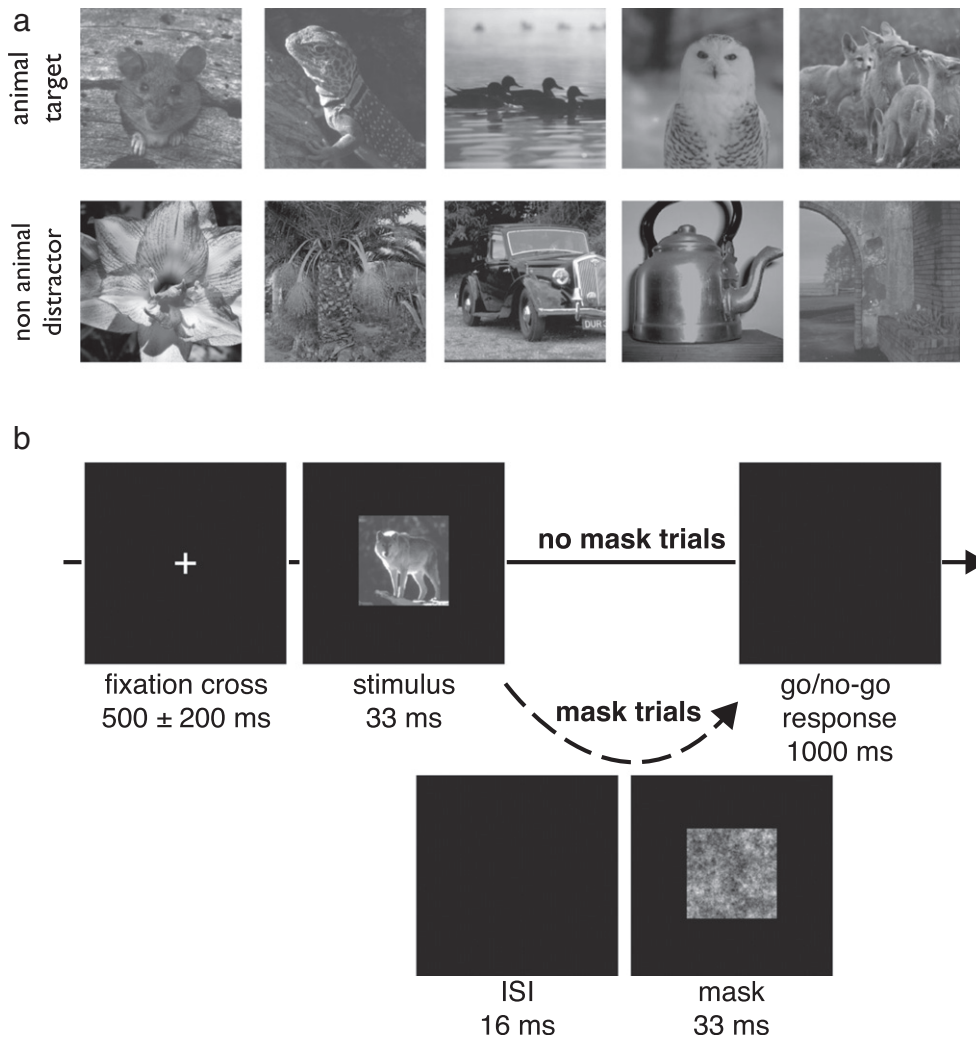 a
animal
target
non animal
distractor
DUR
b
no mask trials
fixation cross
500 ± 200 ms
stimulus
33 ms
mask trials
go/no-go
response
1000 ms
ISI
16 ms
mask
33 ms